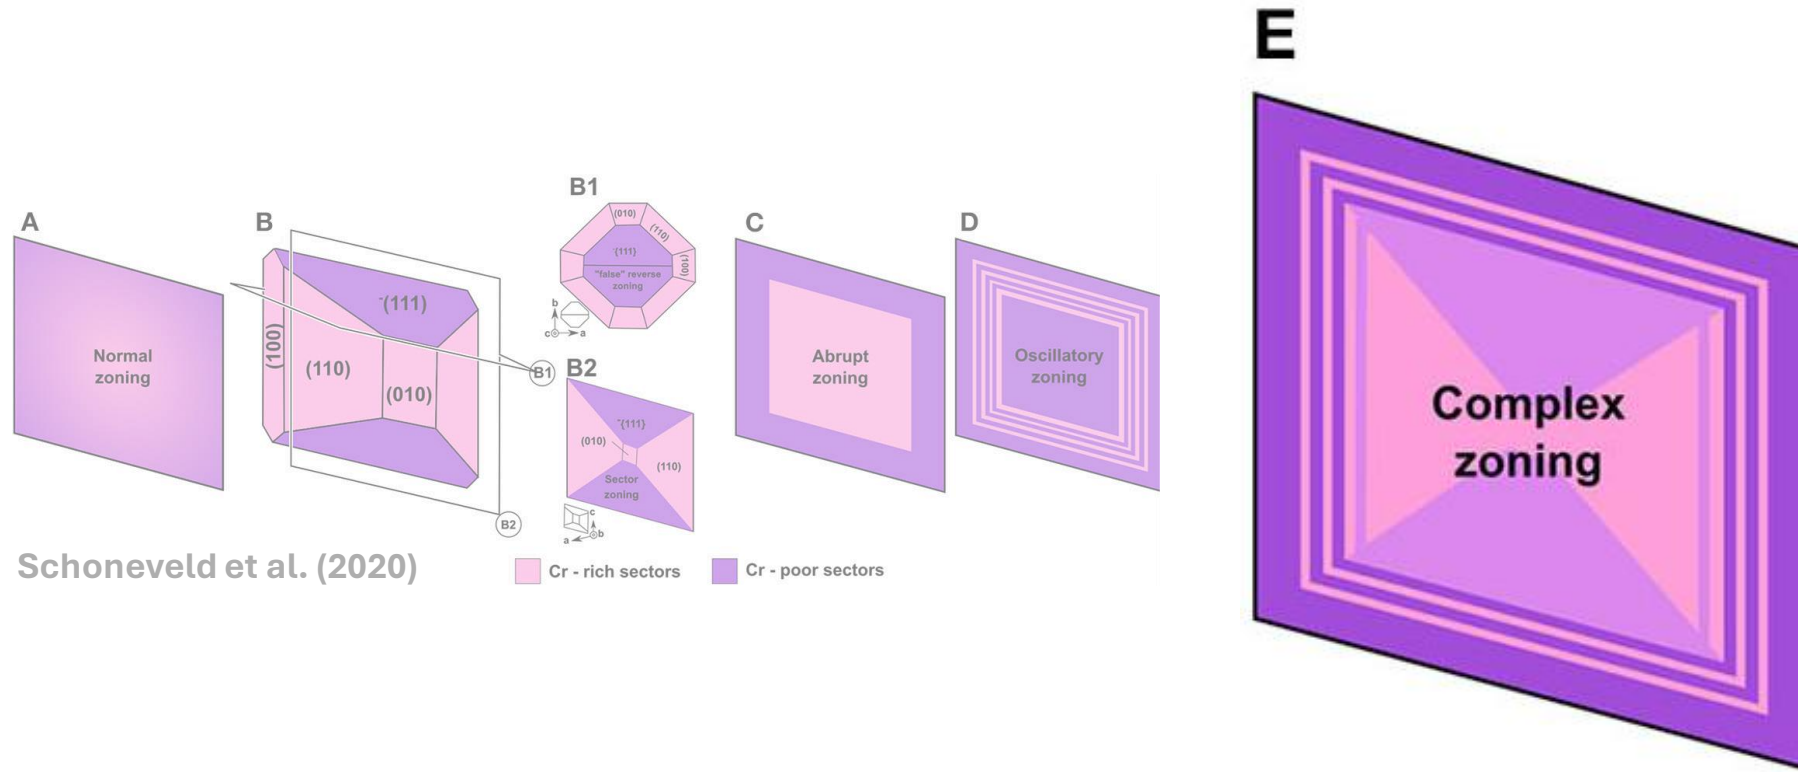 A
Normal
zoning
B
(100)
-(111)
(110)
(010)
B1
B2
B1
(010)
(110)
(100)
-{111}
"false" reverse
zoning
b
c
a
B2
-{111}
(010)
(110)
Sector
zoning
c
b
a
C
Abrupt
zoning
D
Oscillatory
zoning
E
Complex
zoning
Schoneveld et al. (2020)
Cr - rich sectors
Cr - poor sectors